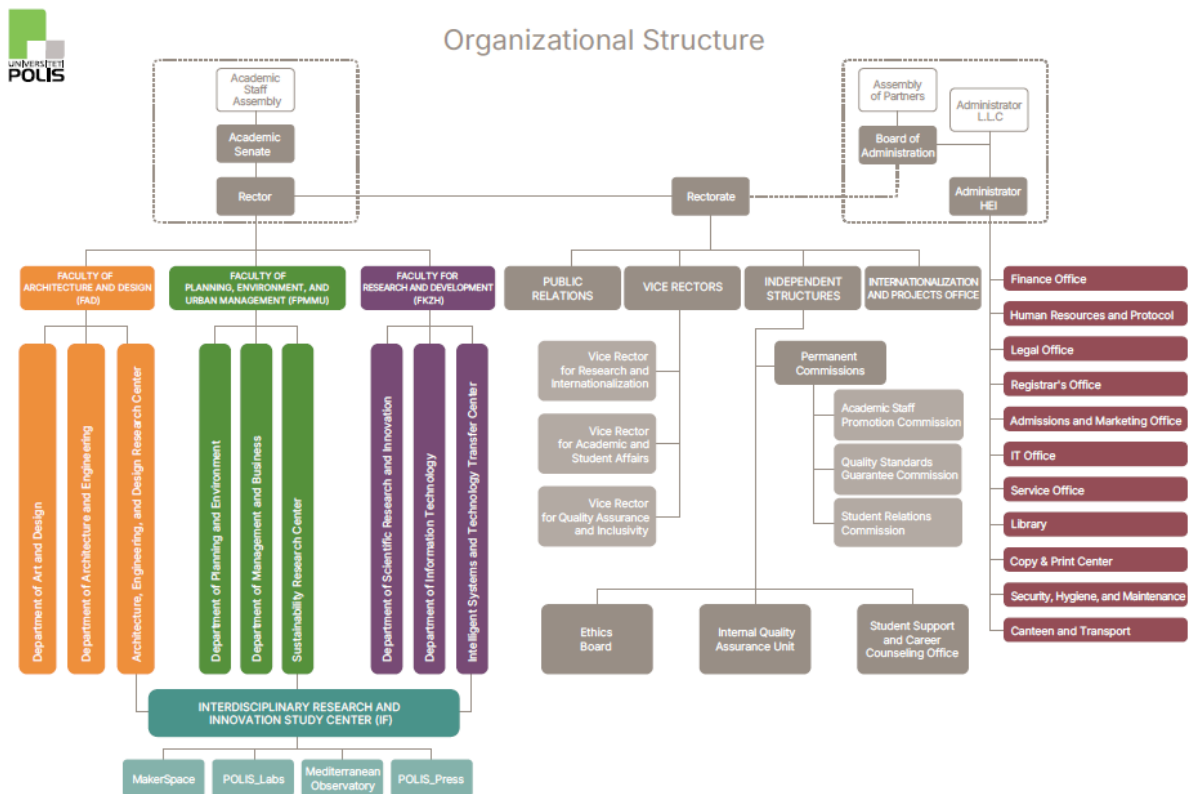 UNIVERSITETI
POLIS
Organizational Structure
Academic
Staff
Assembly
Academic
Senate
Rector
Rectorate
Assembly
of Partners
Administrator
L.L.C
Board of
Administration
Administrator
HEI
FACULTY OF
ARCHITECTURE AND DESIGN
(FAD)
FACULTY OF
PLANNING, ENVIRONMENT, AND
URBAN MANAGEMENT (FPMMU)
FACULTY FOR
RESEARCH AND DEVELOPMENT
(FKZH)
PUBLIC
RELATIONS
VICE RECTORS
INDEPENDENT
STRUCTURES
INTERNATIONALIZATION
AND PROJECTS OFFICE
Department of Art and Design
Department of Architecture and Engineering
Architecture, Engineering, and Design Research Center
Department of Planning and Environment
Department of Management and Business
Sustainability Research Center
Department of Scientific Research and Innovation
Department of Information Technology
Intelligent Systems and Technology Transfer Center
Vice Rector
for Research and
Internationalization
Vice Rector
for Academic and
Student Affairs
Vice Rector
for Quality Assurance
and Inclusivity
Permanent
Commissions
Academic Staff
Promotion Commission
Quality Standards
Guarantee Commission
Student Relations
Commission
Ethics
Board
Internal Quality
Assurance Unit
Student Support
and Career
Counseling Office
Finance Office
Human Resources and Protocol
Legal Office
Registrar's Office
Admissions and Marketing Office
IT Office
Service Office
Library
Copy & Print Center
Security, Hygiene, and Maintenance
Canteen and Transport
INTERDISCIPLINARY RESEARCH AND
INNOVATION STUDY CENTER (IF)
MakerSpace
POLIS_Labs
Mediterranean
Observatory
POLIS_Press